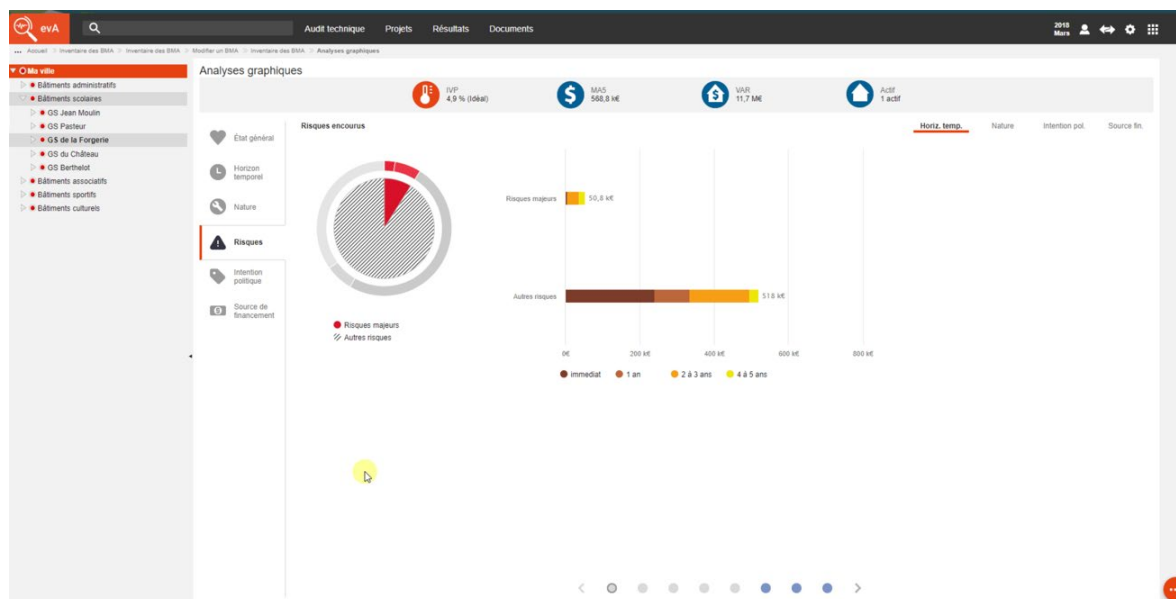 evA
Audit technique Projets Résultats Documents
2018
Mars
... Accueil > Inventaire des BMA > Inventaire des BMA > Modifier un BMA > Inventaire des BMA > Analyses graphiques
Ma ville
Bâtiments administratifs
Bâtiments scolaires
GS Jean Moulin
GS Pasteur
GS de la Forgerie
GS du Château
GS Berthelot
Bâtiments associatifs
Bâtiments sportifs
Bâtiments culturels
Analyses graphiques
IVP
4,9 % (Idéal)
MA5
568,8 k€
VAR
11,7 M€
Actif
1 actif
État général
Horizon
temporel
Nature
Risques
Intention
politique
Source de
financement
Risques encourus
Horiz. temp. Nature Intention pol. Source fin.
Risques majeurs
Autres risques
Risques majeurs 50,8 k€
Autres risques 518 k€
0€ 200 k€ 400 k€ 600 k€ 800 k€
immediat 1 an 2 à 3 ans 4 à 5 ans